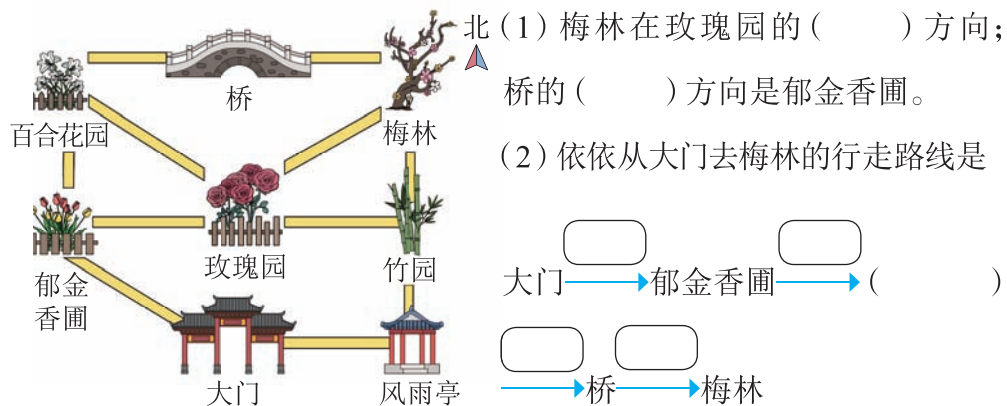 北
桥
百合花园
梅林
玫瑰园
竹园
郁金
香圃
大门
风雨亭
(1)梅林在玫瑰园的(　　)方向;
桥的(　　)方向是郁金香圃。
(2)依依从大门去梅林的行走路线是
大门 郁金香圃 (　　)
桥 梅林